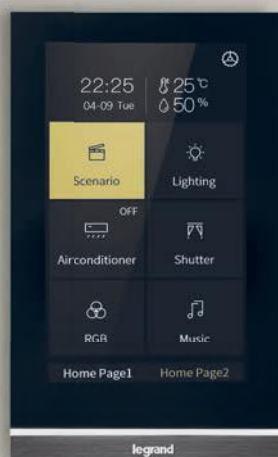 22:25
25℃
04-09 Tue
50%
Scenario
Lighting
OFF
Airconditioner
Shutter
RGB
Music
Home Page1
Home Page2
legrand